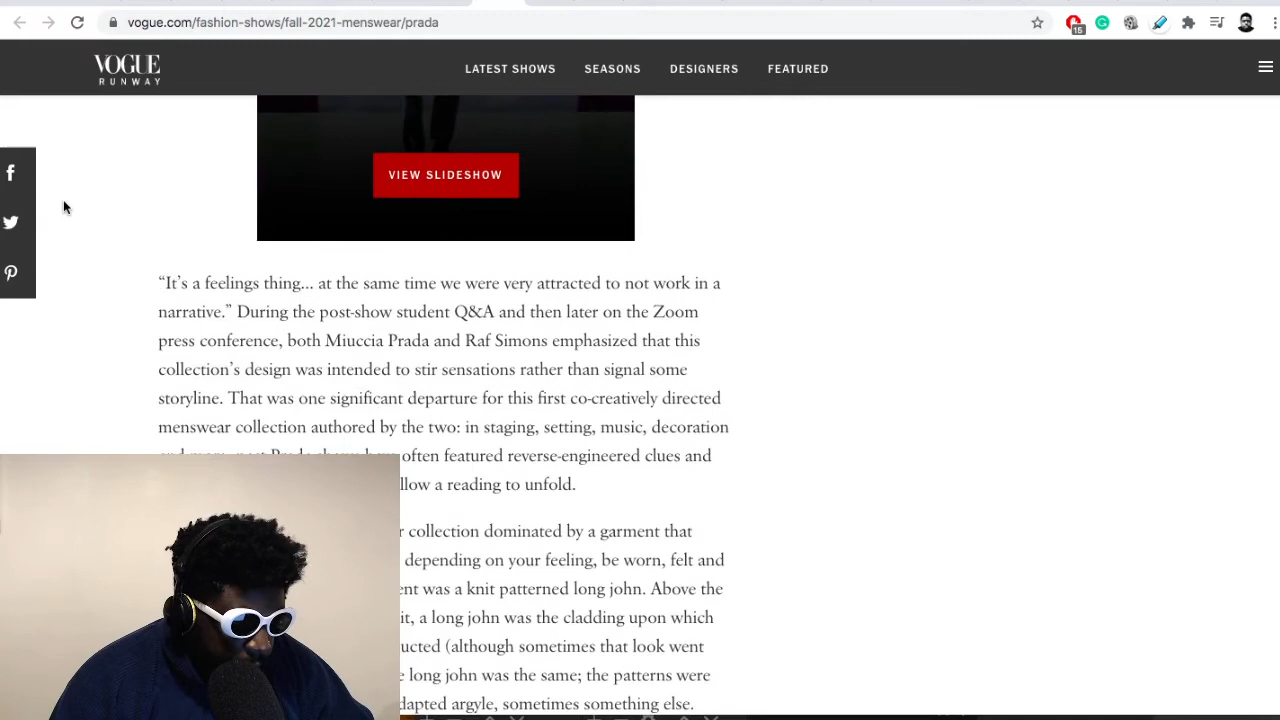 vogue.com/fashion-shows/fall-2021-menswear/prada
15
VOGUE
RUNWAY
LATEST SHOWS
SEASONS
DESIGNERS
FEATURED
VIEW SLIDESHOW
“It’s a feelings thing... at the same time we were very attracted to not work in a
narrative.” During the post-show student Q&A and then later on the Zoom
press conference, both Miuccia Prada and Raf Simons emphasized that this
collection’s design was intended to stir sensations rather than signal some
storyline. That was one significant departure for this first co-creatively directed
menswear collection authored by the two: in staging, setting, music, decoration
often featured reverse-engineered clues and
llow a reading to unfold.
r collection dominated by a garment that
depending on your feeling, be worn, felt and
ent was a knit patterned long john. Above the
it, a long john was the cladding upon which
ucted (although sometimes that look went
e long john was the same; the patterns were
dapted argyle, sometimes something else.